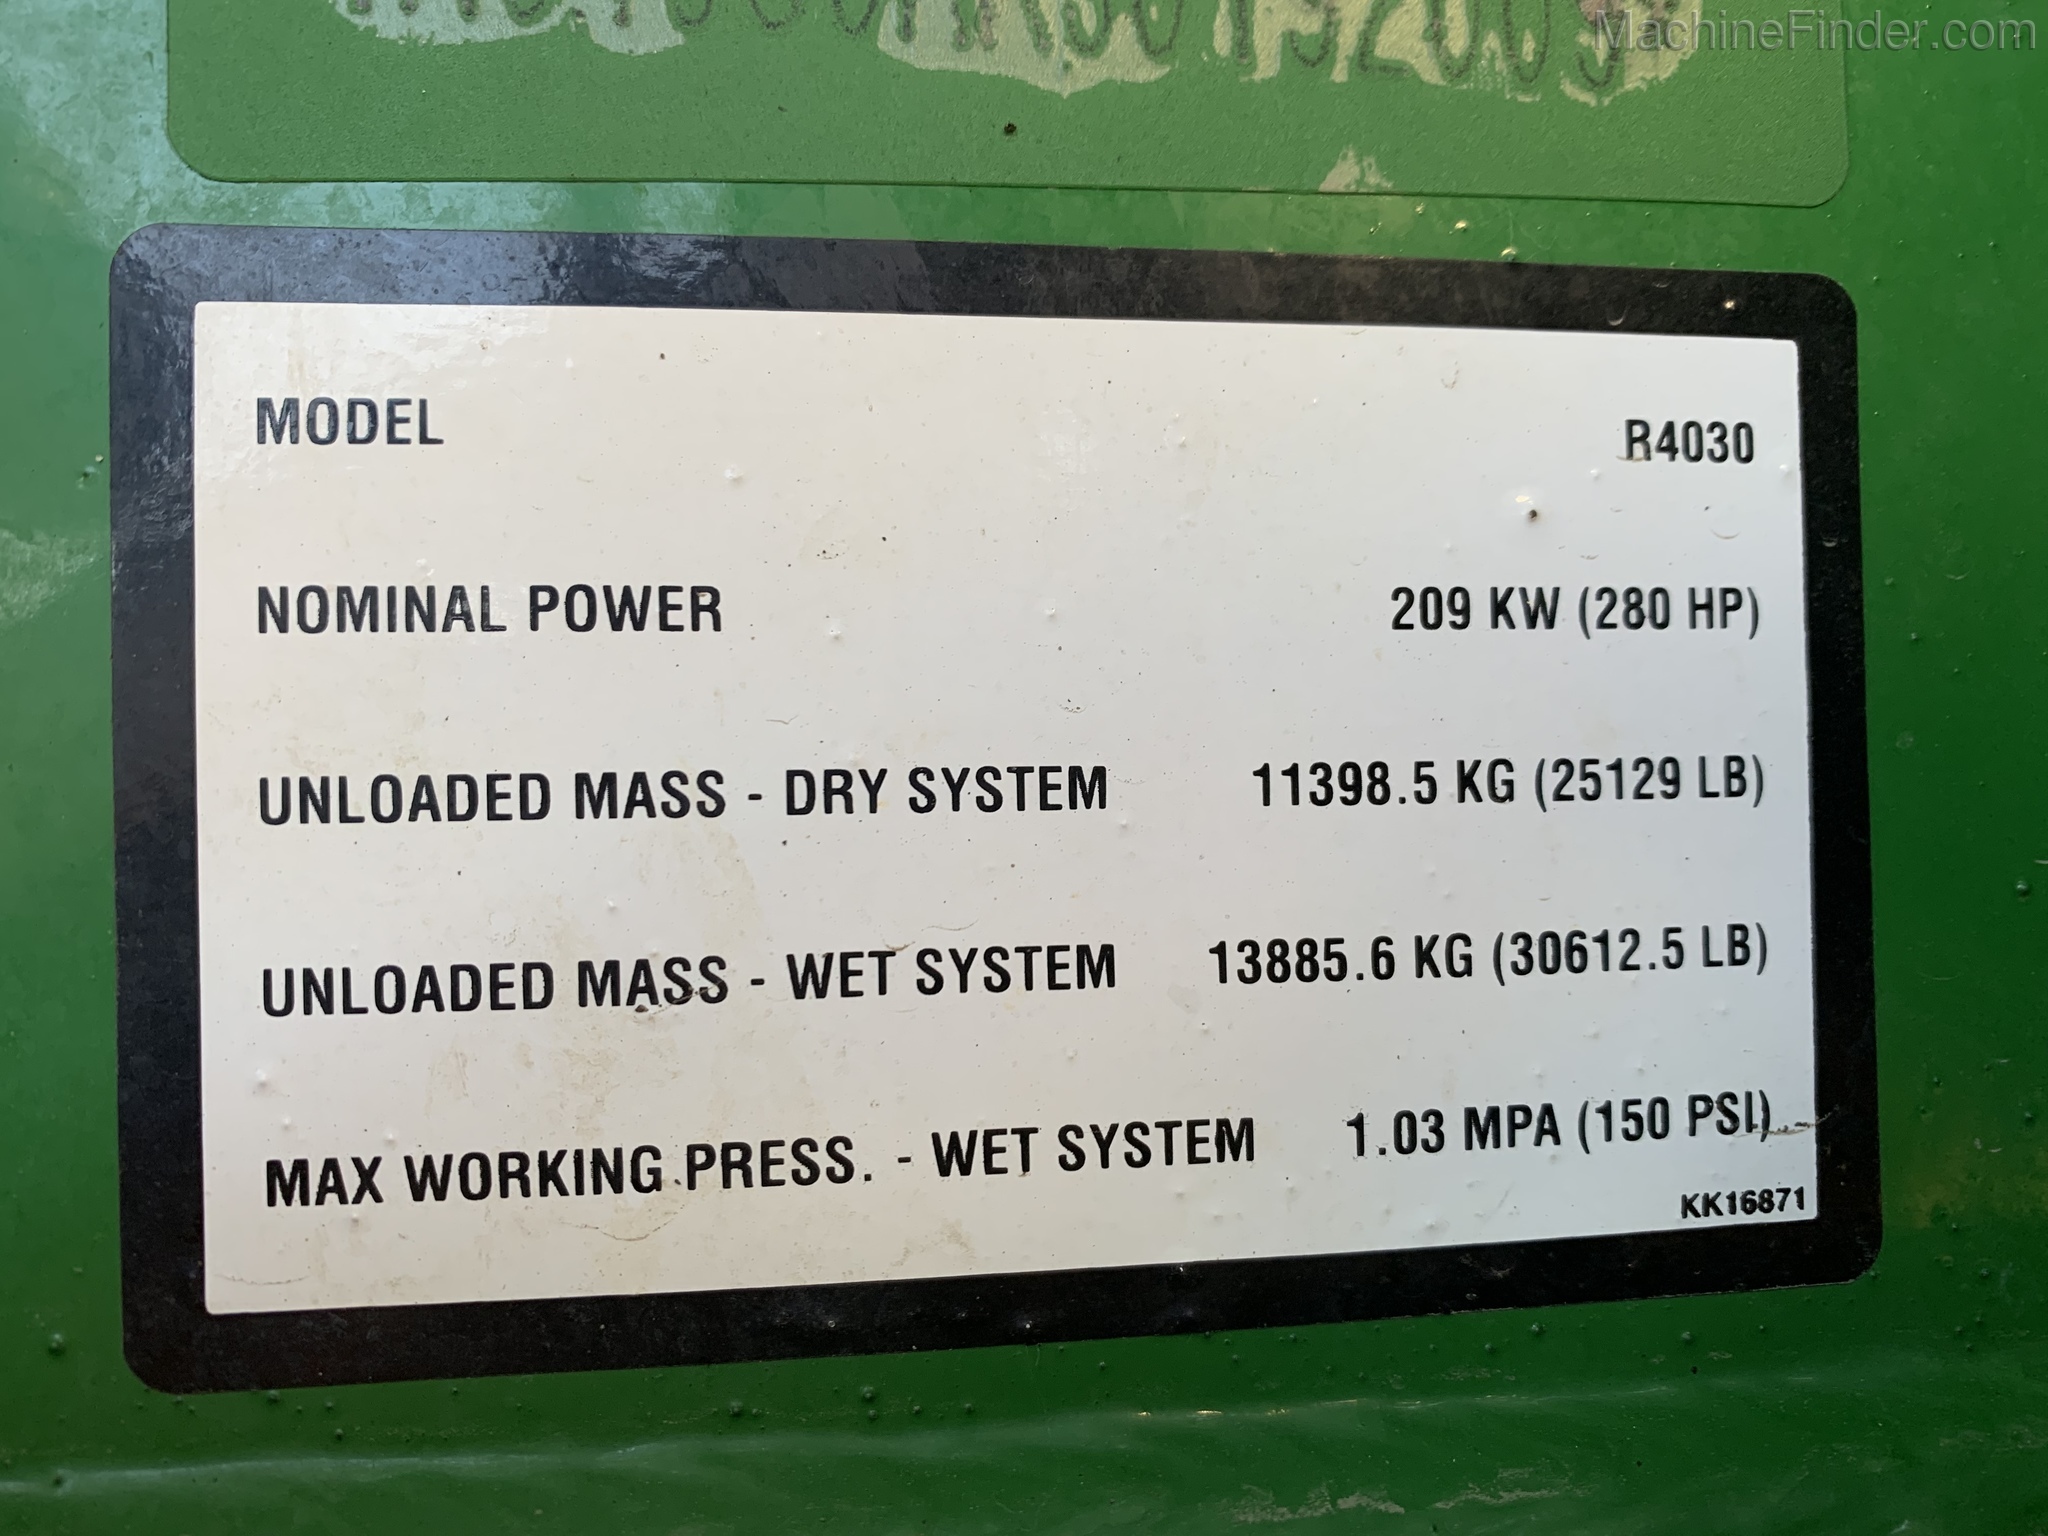 MachineFinder.com
MODEL R4030
NOMINAL POWER 209 KW (280 HP)
UNLOADED MASS - DRY SYSTEM 11398.5 KG (25129 LB)
UNLOADED MASS - WET SYSTEM 13885.6 KG (30612.5 LB)
MAX WORKING PRESS. - WET SYSTEM 1.03 MPA (150 PSI)
KK16871